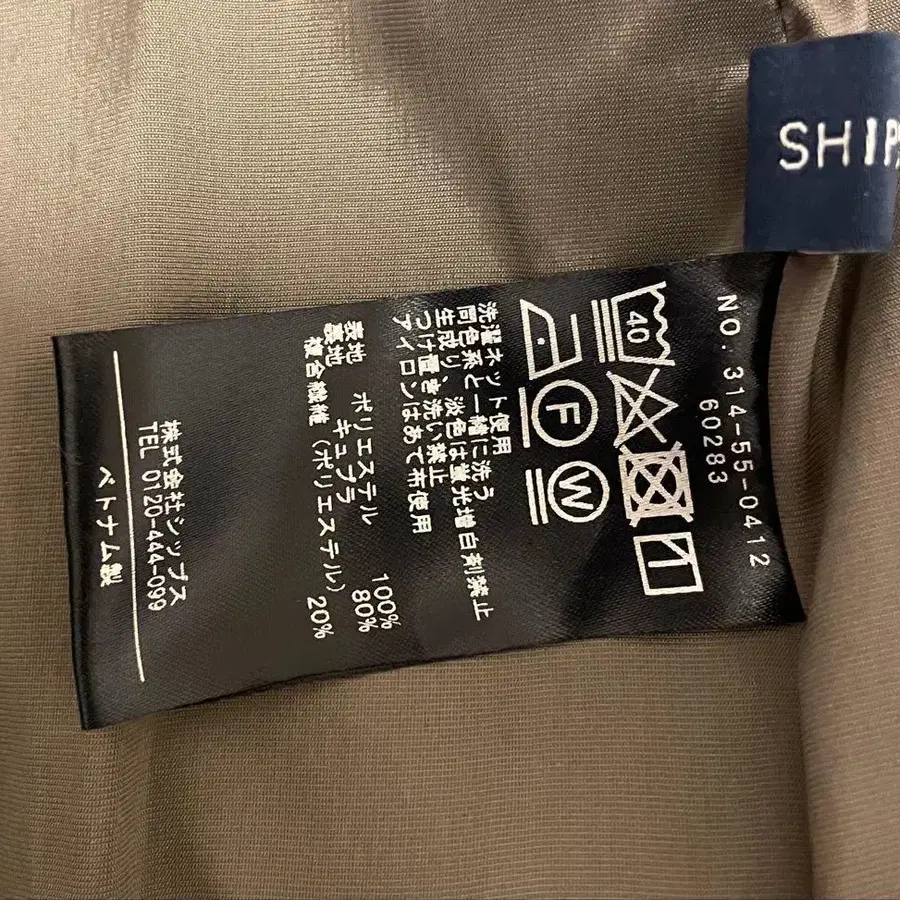 SHIP
NO. 314-55-0412
60283
40
F
W
洗濯ネット使用
同色系と一緒に洗う
生成り、淡色は蛍光増白剤禁止
つけ置き洗い禁止
アイロンはあて布使用
表地 ポリエステル 100%
裏地 キュプラ 80%
複合繊維(ポリエステル) 20%
株式会社シップス
TEL 0120-444-099
ベトナム製